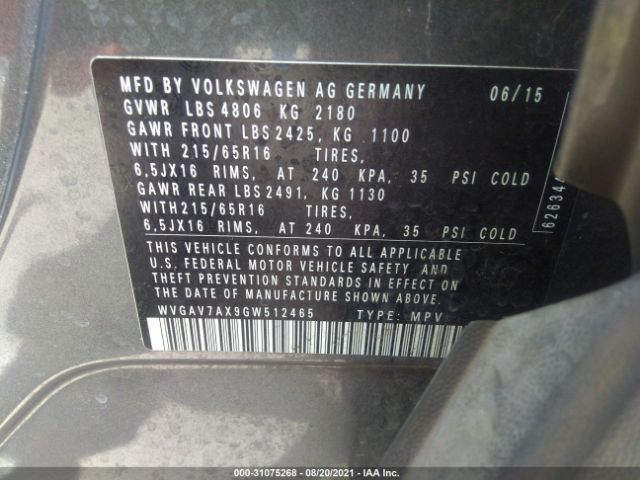 MFD BY VOLKSWAGEN AG GERMANY 06/15
GVWR LBS 4806 KG 2180
GAWR FRONT LBS 2425, KG 1100
WITH 215/65R16 TIRES,
6,5JX16 RIMS, AT 240 KPA, 35 PSI COLD
GAWR REAR LBS 2491, KG 1130
WITH215/65R16 TIRES,
6,5JX16 RIMS, AT 240 KPA, 35 PSI COLD
THIS VEHICLE CONFORMS TO ALL APPLICABLE
U.S. FEDERAL MOTOR VEHICLE SAFETY AND
THEFT PREVENTION STANDARDS IN EFFECT ON
THE DATE OF MANUFACTURE SHOWN ABOVE
WVGAV7AX9GW512465 TYPE: MPV
000-31075268 - 08/20/2021 - IAA Inc.